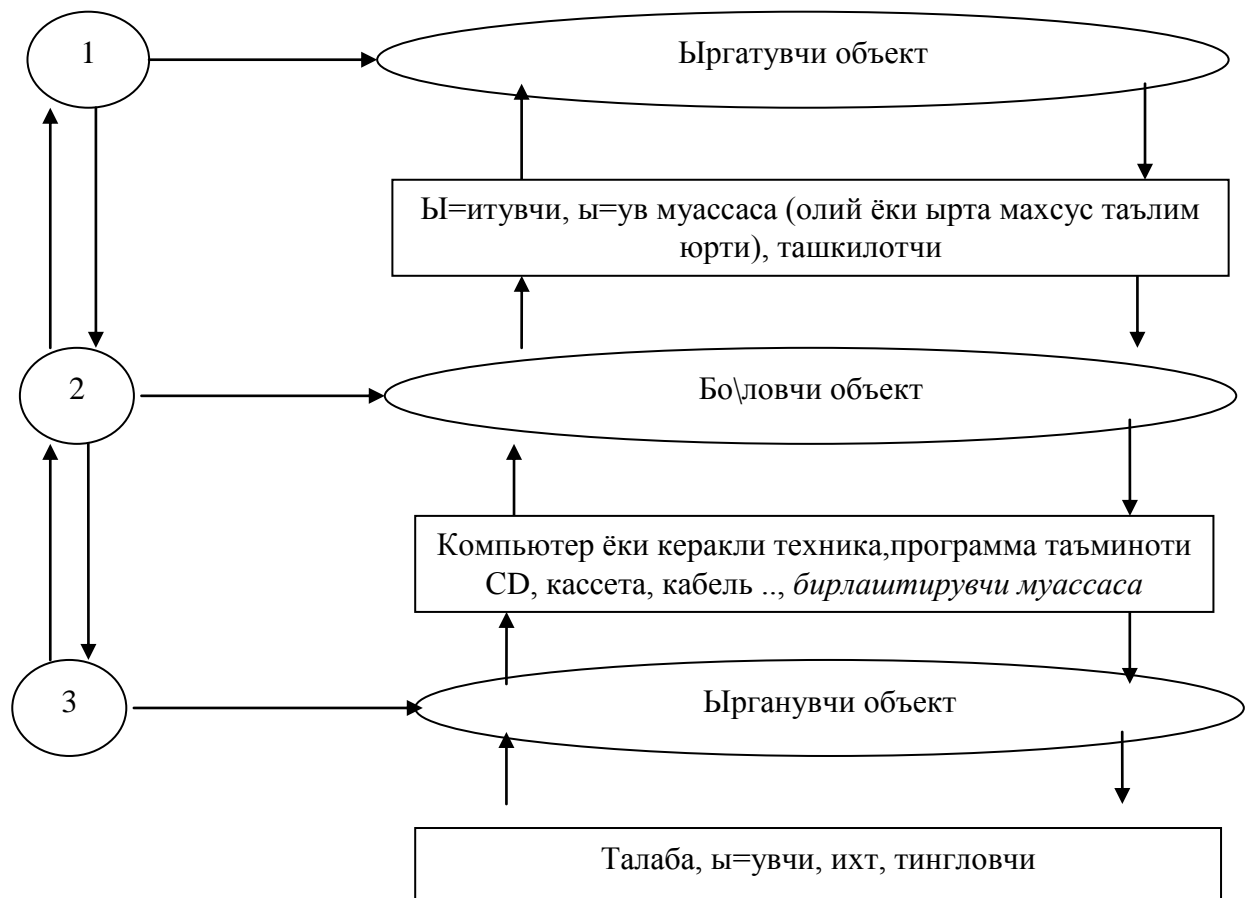 1
Ыргатувчи объект
Ы=итувчи, ы=ув муассаса (олий ёки ырта махсус таълим
юрти), ташкилотчи
2
Бо\ловчи объект
Компьютер ёки керакли техника,программа таъминоти
CD, кассета, кабель .., бирлаштирувчи муассаса
3
Ырганувчи объект
Талаба, ы=увчи, ихт, тингловчи